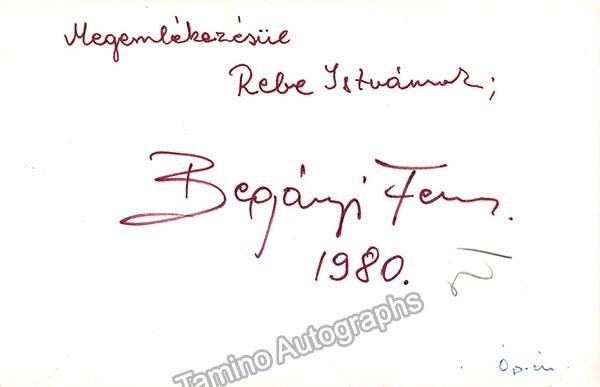 Megemlékezésül
Rebe Istvánnak;
Begányi Ferenc.
1980.
Tamino Autographs